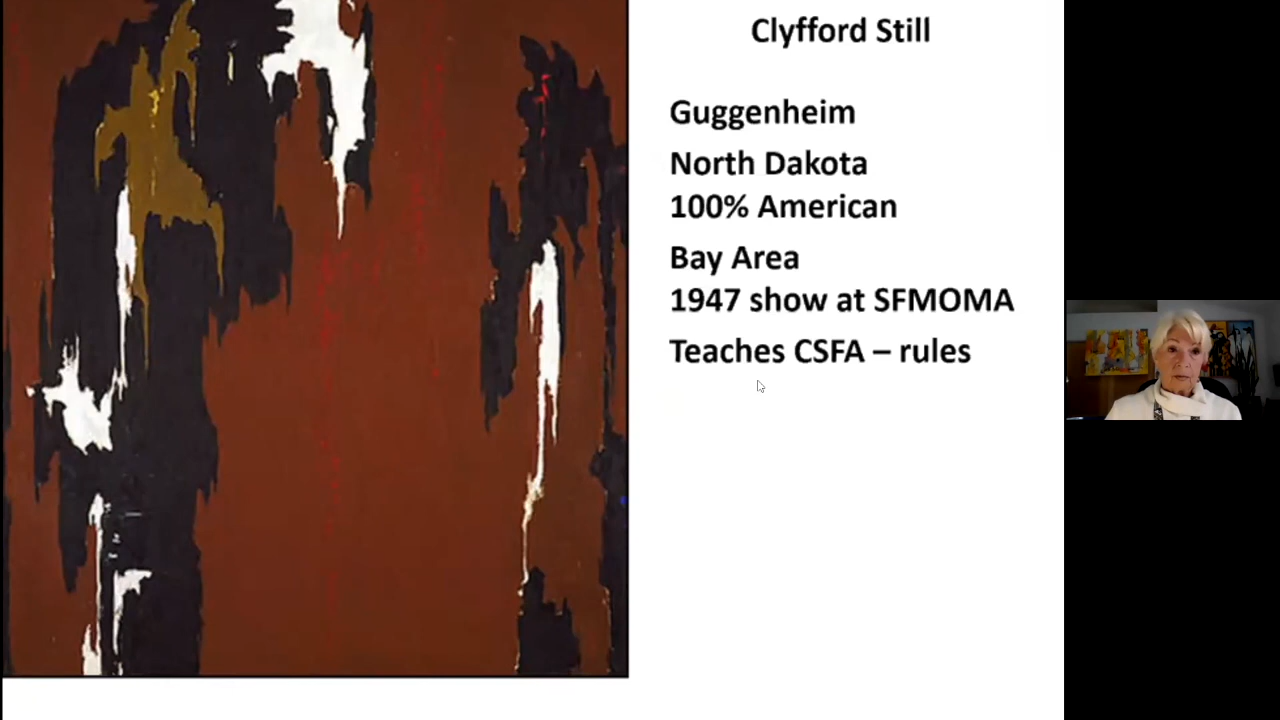 Clyfford Still
Guggenheim
North Dakota
100% American
Bay Area
1947 show at SFMOMA
Teaches CSFA – rules